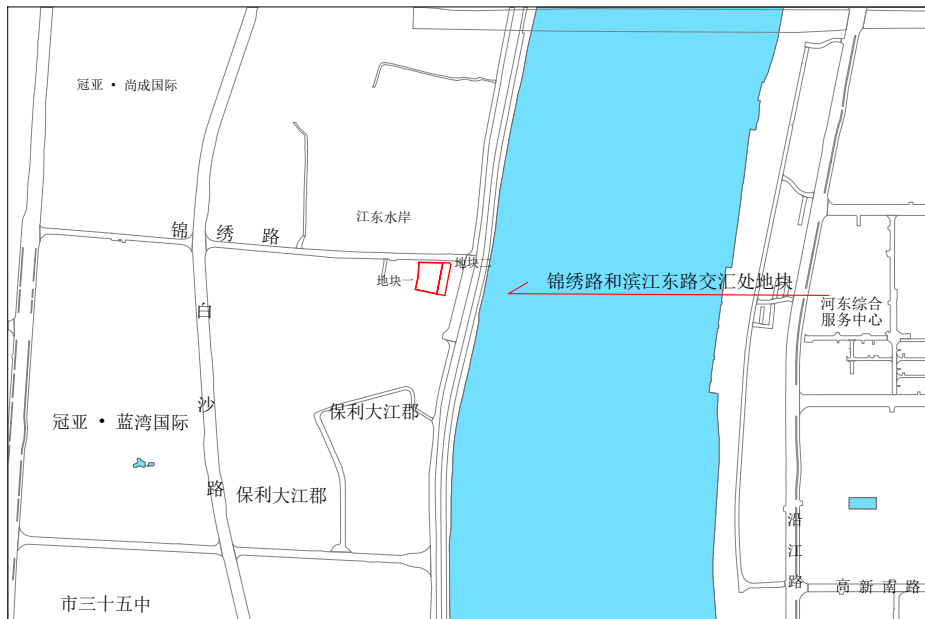 冠亚·尚成国际
江东水岸
锦绣路
地块二
地块一
锦绣路和滨江东路交汇处地块
河东综合
服务中心
白沙路
保利大江郡
冠亚·蓝湾国际
保利大江郡
沿江路
高新南路
市三十五中